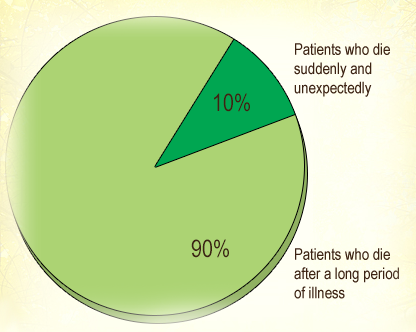 Patients who die
suddenly and
unexpectedly
10%
90%
Patients who die
after a long period
of illness